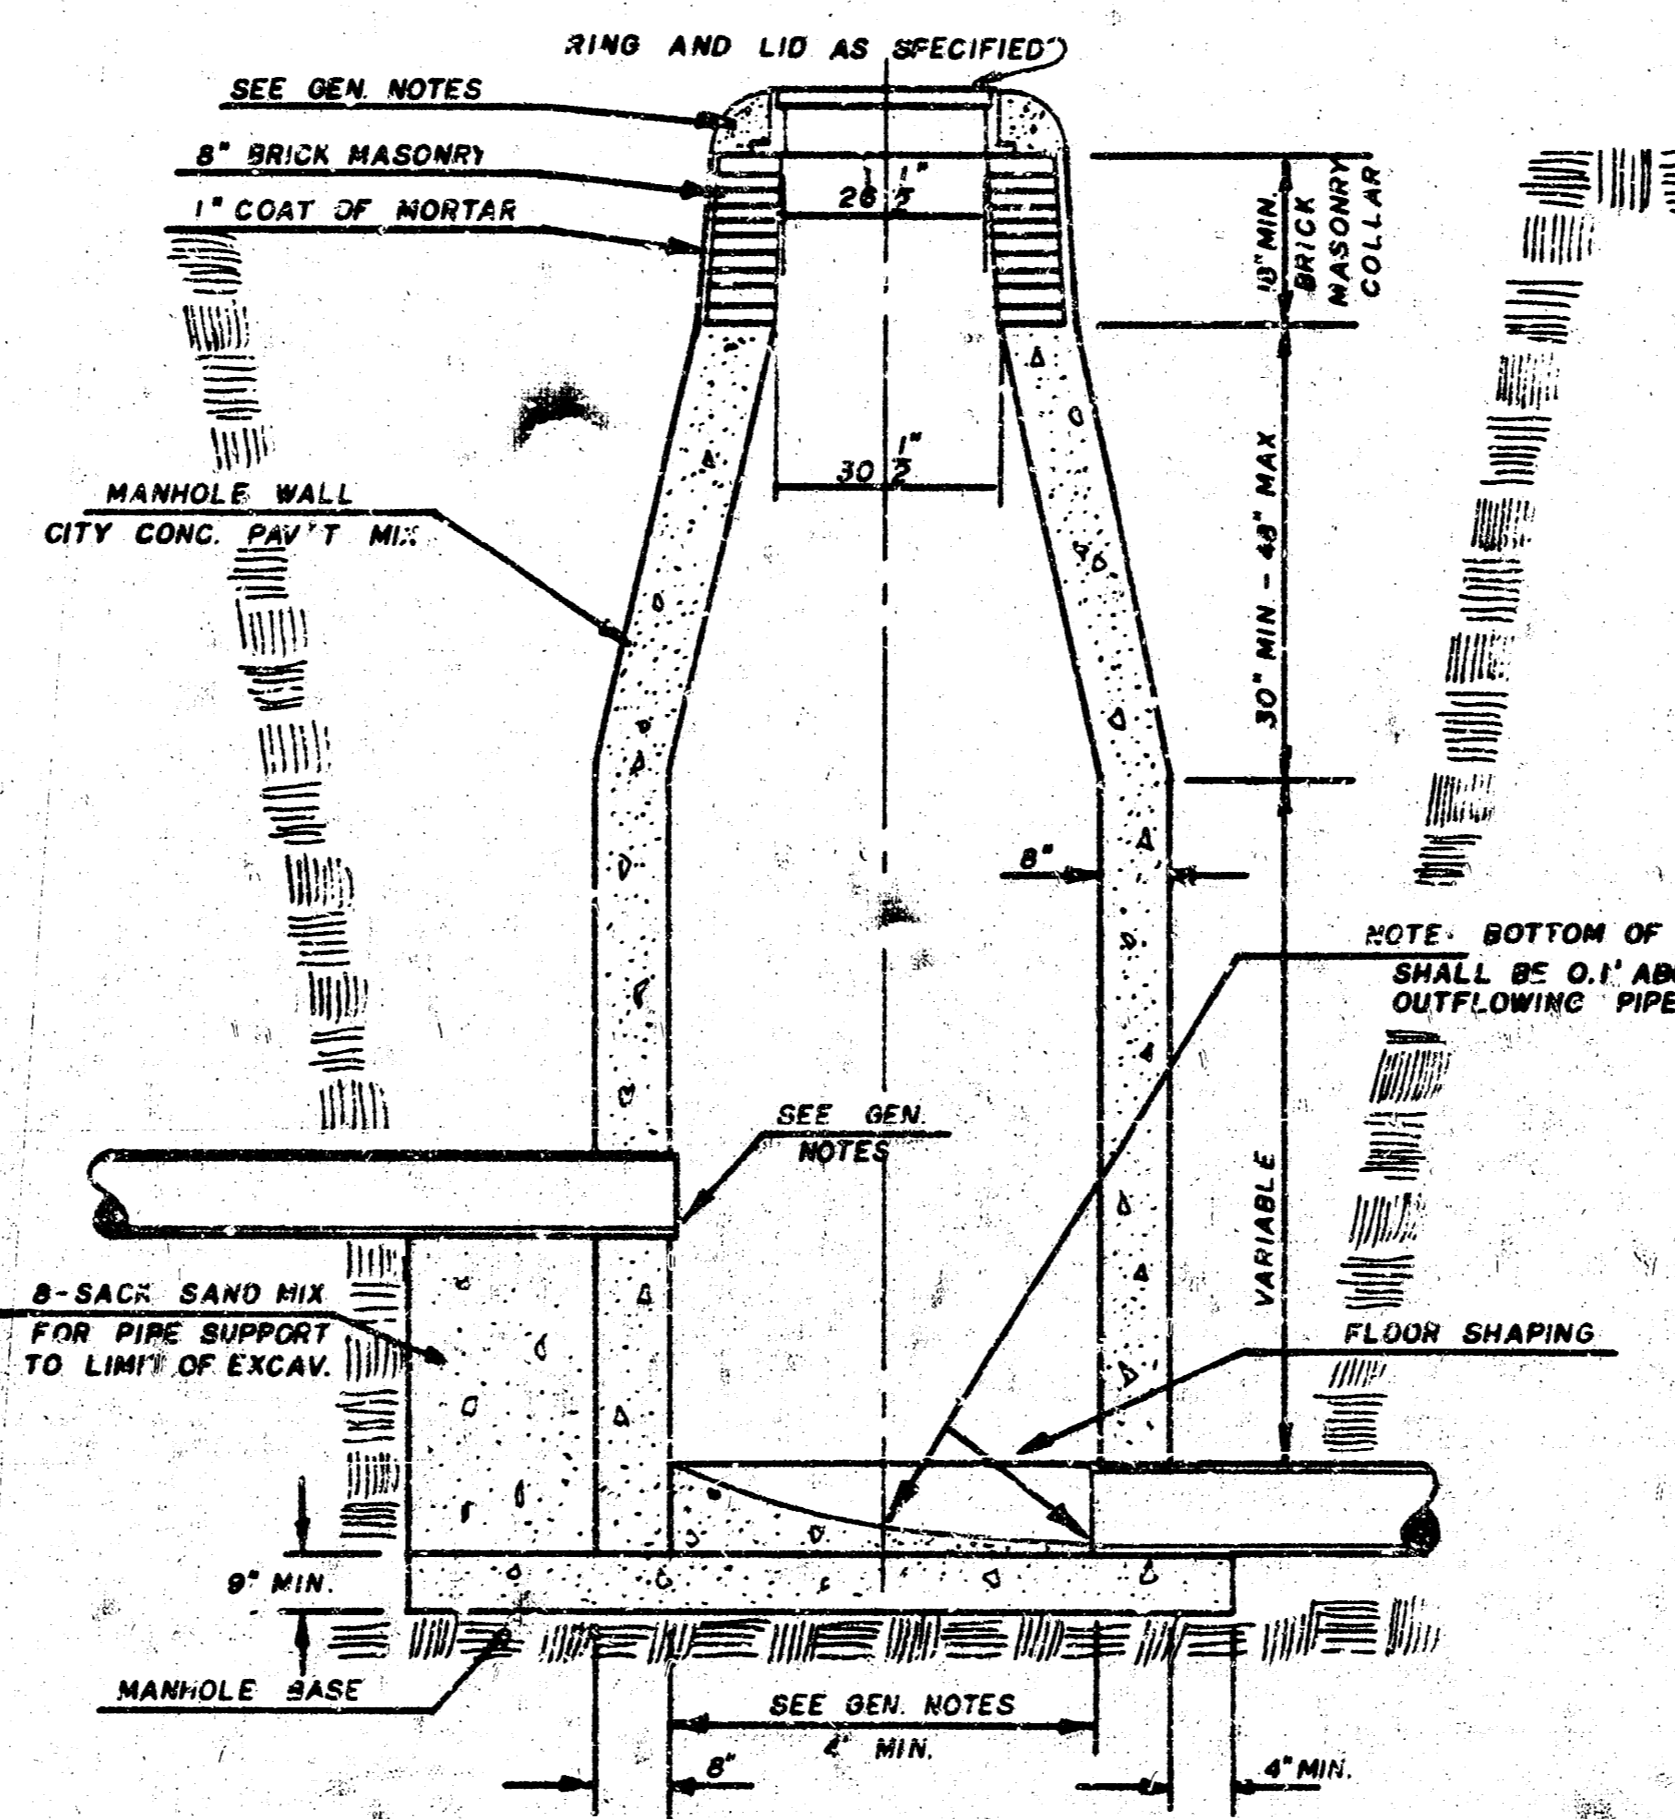 RING AND LID AS SPECIFIED
SEE GEN. NOTES
8" BRICK MASONRY
1" COAT OF MORTAR
26 1/2"
18" MIN.
BRICK
MASONRY
COLLAR
30 1/2"
MANHOLE WALL
CITY CONC. PAV'T MIX
30" MIN - 48" MAX
8"
NOTE: BOTTOM OF
SHALL BE 0.1' AB
OUTFLOWING PIPE
SEE GEN.
NOTES
VARIABLE
8-SACK SAND MIX
FOR PIPE SUPPORT
TO LIMIT OF EXCAV.
FLOOR SHAPING
9" MIN.
MANHOLE BASE
SEE GEN. NOTES
4' MIN.
8"
4" MIN.